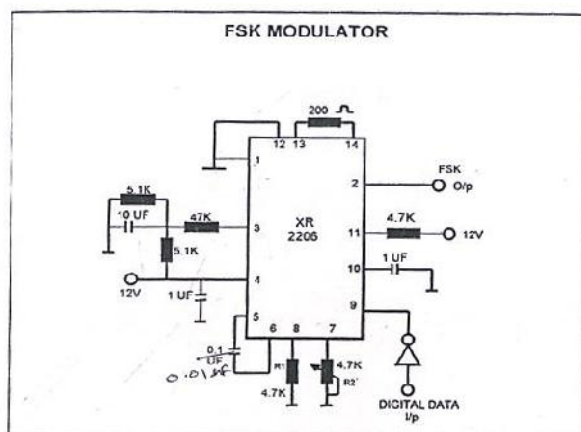 FSK MODULATOR
200
12 13 14
1
FSK
2
O/p
5.1K
10 UF
47K
3
XR
2206
4.7K
11
12V
5.1K
10
1 UF
4
12V
1 UF
9
5
6 8 7
0.1
UF
0.01μf
R1
4.7K
4.7K
R2
DIGITAL DATA
I/p